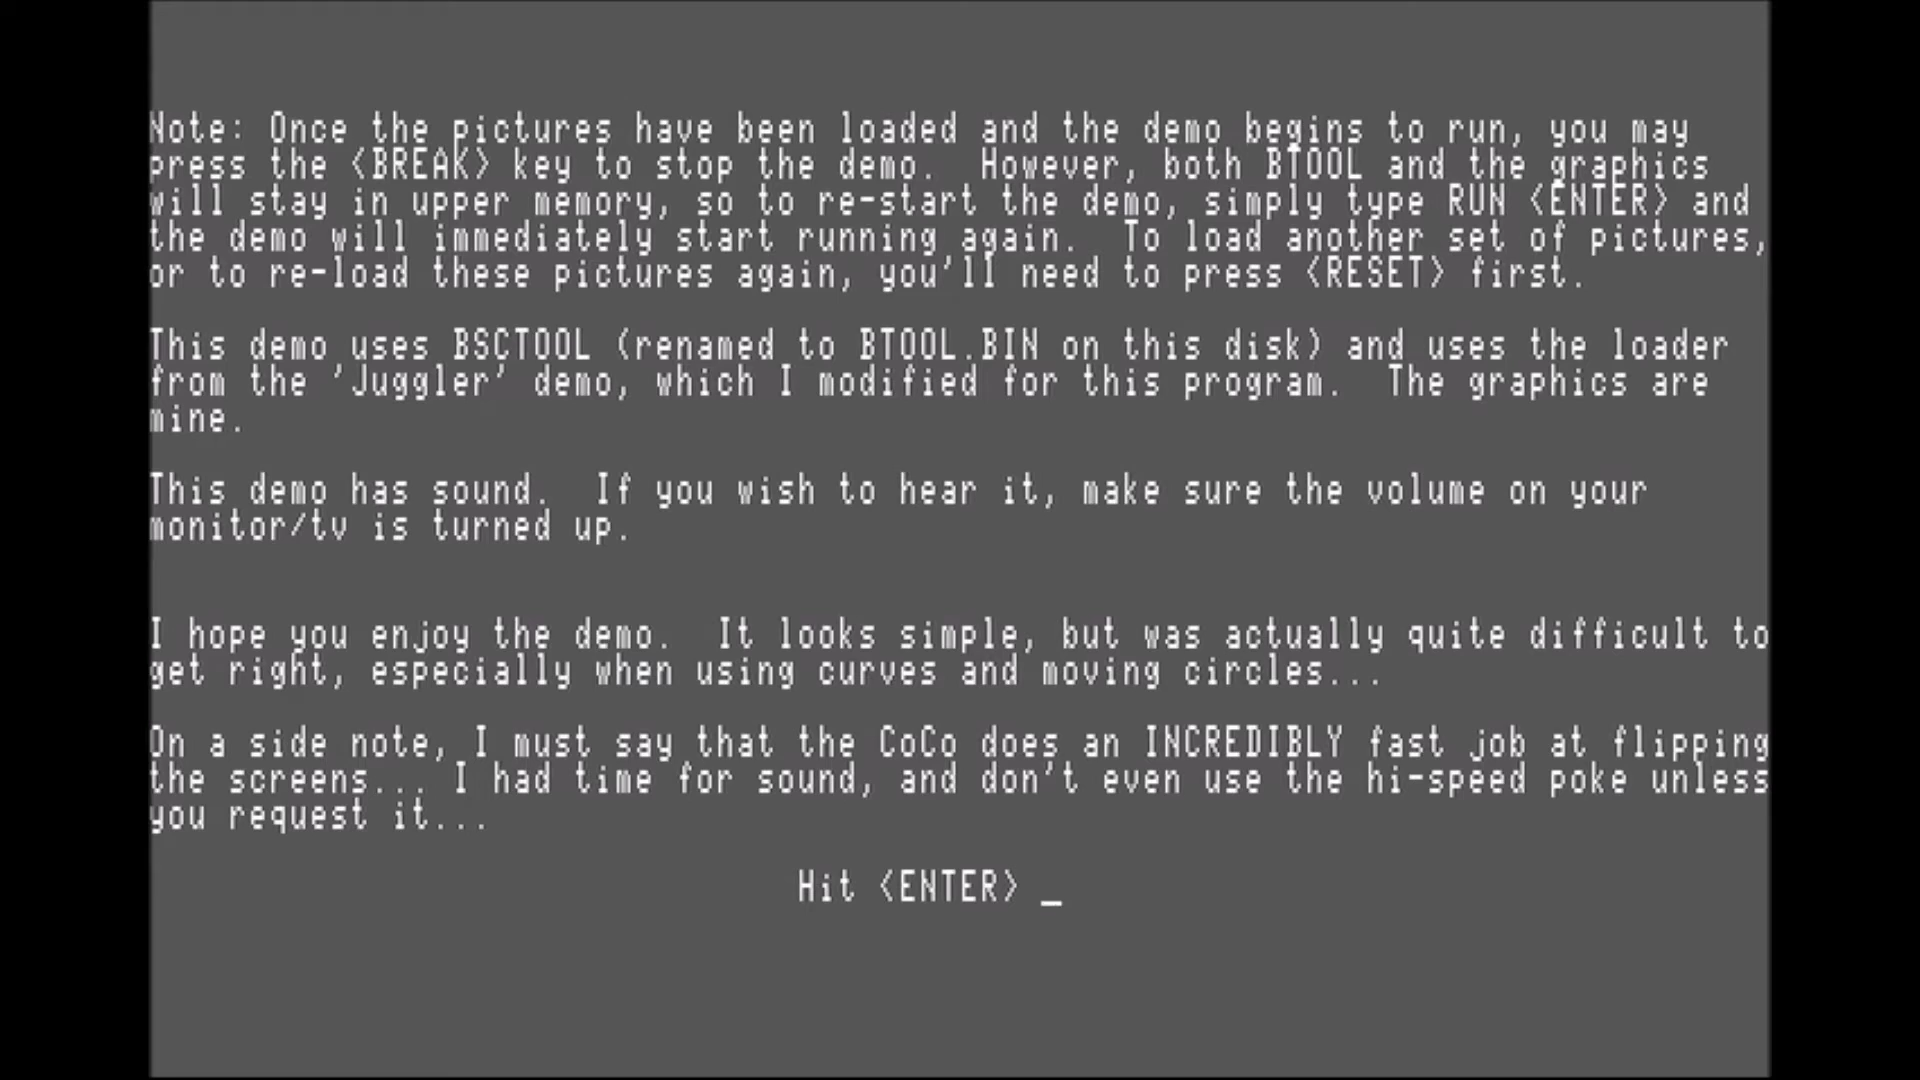 Note: Once the pictures have been loaded and the demo begins to run, you may
press the <BREAK> key to stop the demo.  However, both BTOOL and the graphics
will stay in upper memory, so to re-start the demo, simply type RUN <ENTER> and
the demo will immediately start running again.  To load another set of pictures,
or to re-load these pictures again, you'll need to press <RESET> first.
This demo uses BSCTOOL (renamed to BTOOL.BIN on this disk) and uses the loader
from the 'Juggler' demo, which I modified for this program.  The graphics are
mine.
This demo has sound.  If you wish to hear it, make sure the volume on your
monitor/tv is turned up.
I hope you enjoy the demo.  It looks simple, but was actually quite difficult to
get right, especially when using curves and moving circles...
On a side note, I must say that the CoCo does an INCREDIBLY fast job at flipping
the screens... I had time for sound, and don't even use the hi-speed poke unless
you request it...
Hit <ENTER> _